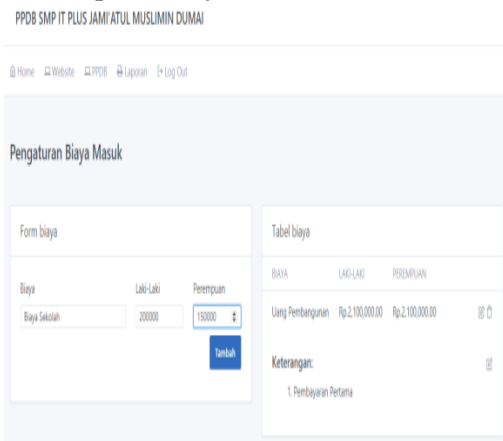 PPDB SMP IT PLUS JAMI'ATUL MUSLIMIN DUMAI
Home Website PPDB Laporan Log Out
Pengaturan Biaya Masuk
Form biaya
Biaya Laki-Laki Perempuan
Biaya Sekolah 200000 150000
Tambah
Tabel biaya
BIAYA LAKI-LAKI PEREMPUAN
Uang Pembangunan Rp.2,100,000.00 Rp.2,100,000.00
Keterangan:
1. Pembayaran Pertama